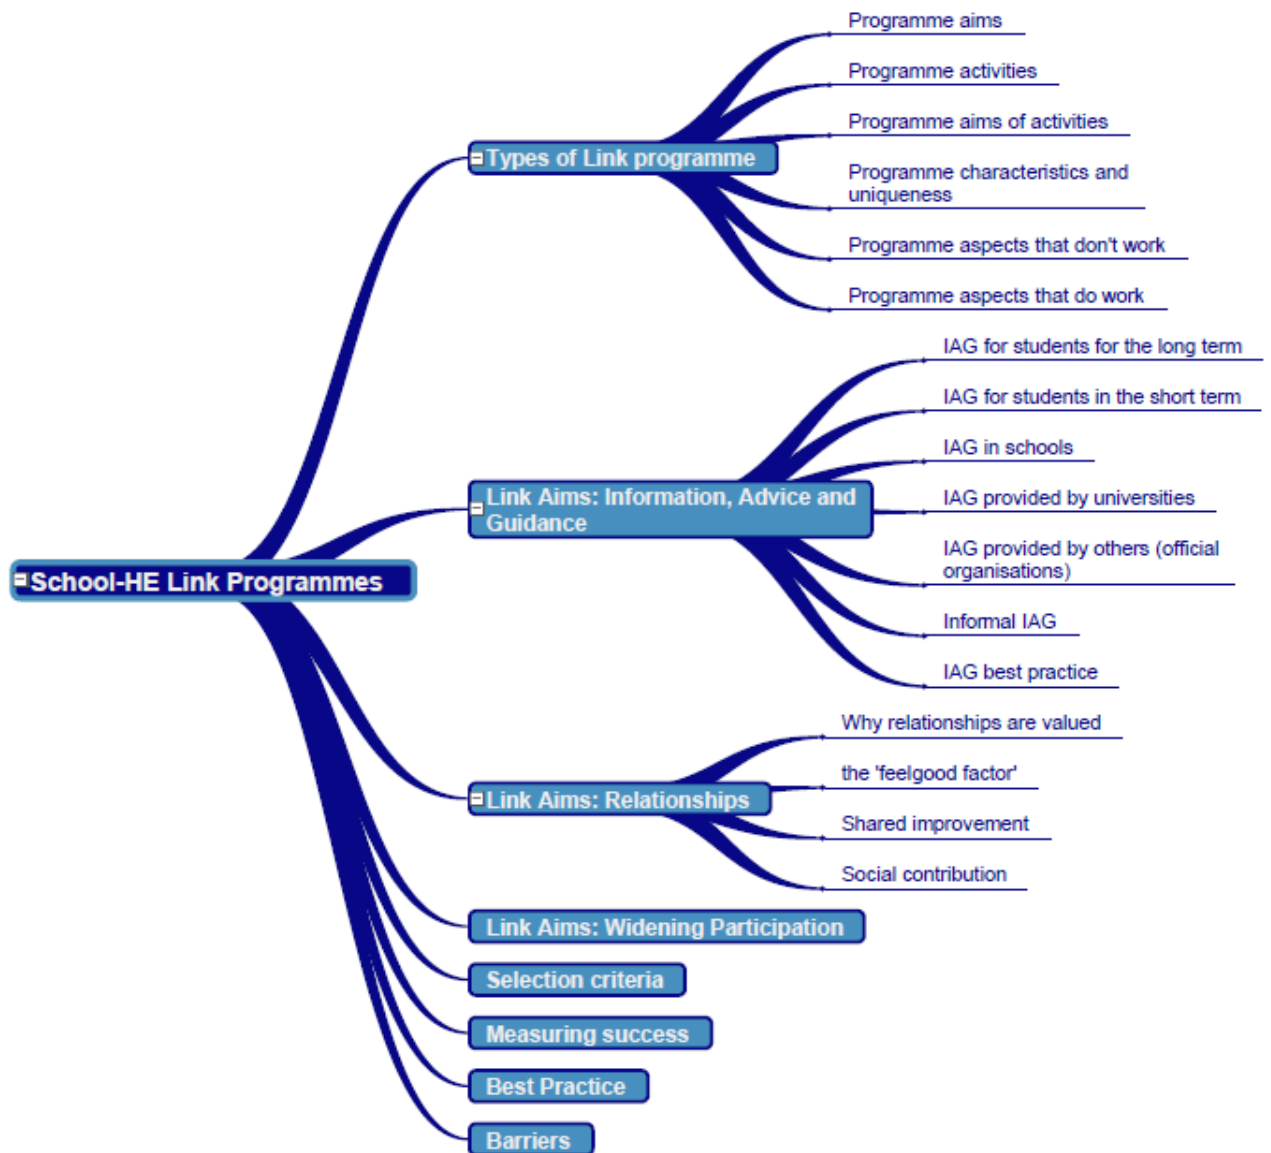 Programme aims
Programme activities
Programme aims of activities
Types of Link programme
Programme characteristics and
uniqueness
Programme aspects that don't work
Programme aspects that do work
IAG for students for the long term
IAG for students in the short term
IAG in schools
Link Aims: Information, Advice and
Guidance
IAG provided by universities
IAG provided by others (official
organisations)
School-HE Link Programmes
Informal IAG
IAG best practice
Why relationships are valued
the 'feelgood factor'
Link Aims: Relationships
Shared improvement
Social contribution
Link Aims: Widening Participation
Selection criteria
Measuring success
Best Practice
Barriers